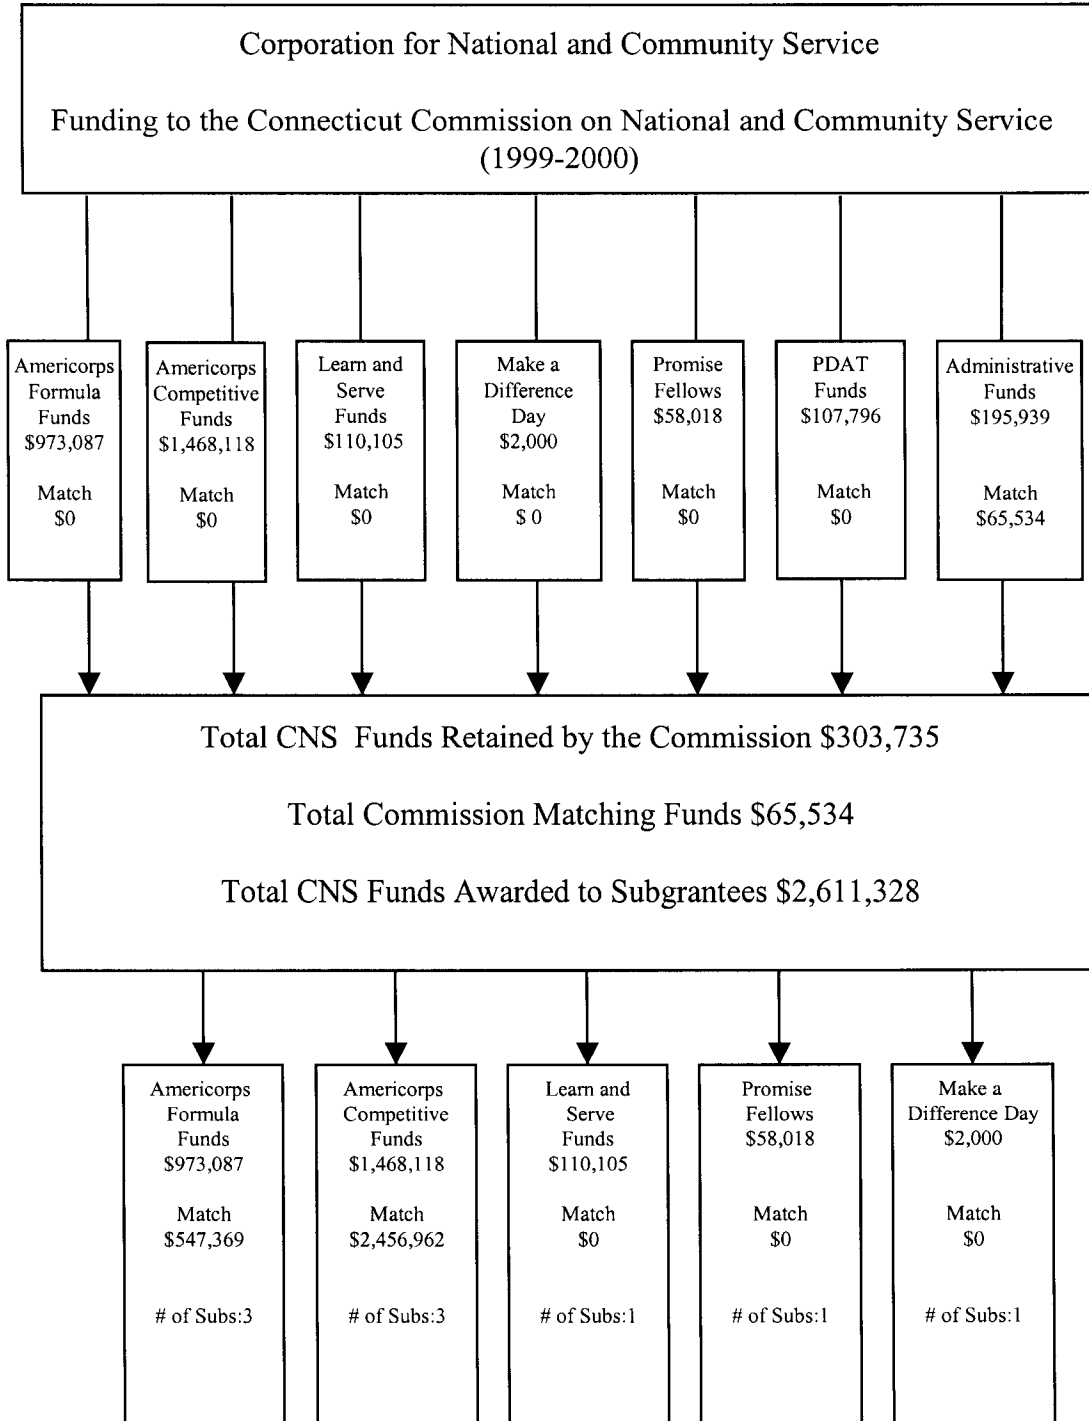 Corporation for National and Community Service
Funding to the Connecticut Commission on National and Community Service
(1999-2000)
Americorps
Formula
Funds
$973,087
Match
$0
Americorps
Competitive
Funds
$1,468,118
Match
$0
Learn and
Serve
Funds
$110,105
Match
$0
Make a
Difference
Day
$2,000
Match
$ 0
Promise
Fellows
$58,018
Match
$0
PDAT
Funds
$107,796
Match
$0
Administrative
Funds
$195,939
Match
$65,534
Total CNS Funds Retained by the Commission $303,735
Total Commission Matching Funds $65,534
Total CNS Funds Awarded to Subgrantees $2,611,328
Americorps
Formula
Funds
$973,087
Match
$547,369
# of Subs:3
Americorps
Competitive
Funds
$1,468,118
Match
$2,456,962
# of Subs:3
Learn and
Serve
Funds
$110,105
Match
$0
# of Subs:1
Promise
Fellows
$58,018
Match
$0
# of Subs:1
Make a
Difference Day
$2,000
Match
$0
# of Subs:1